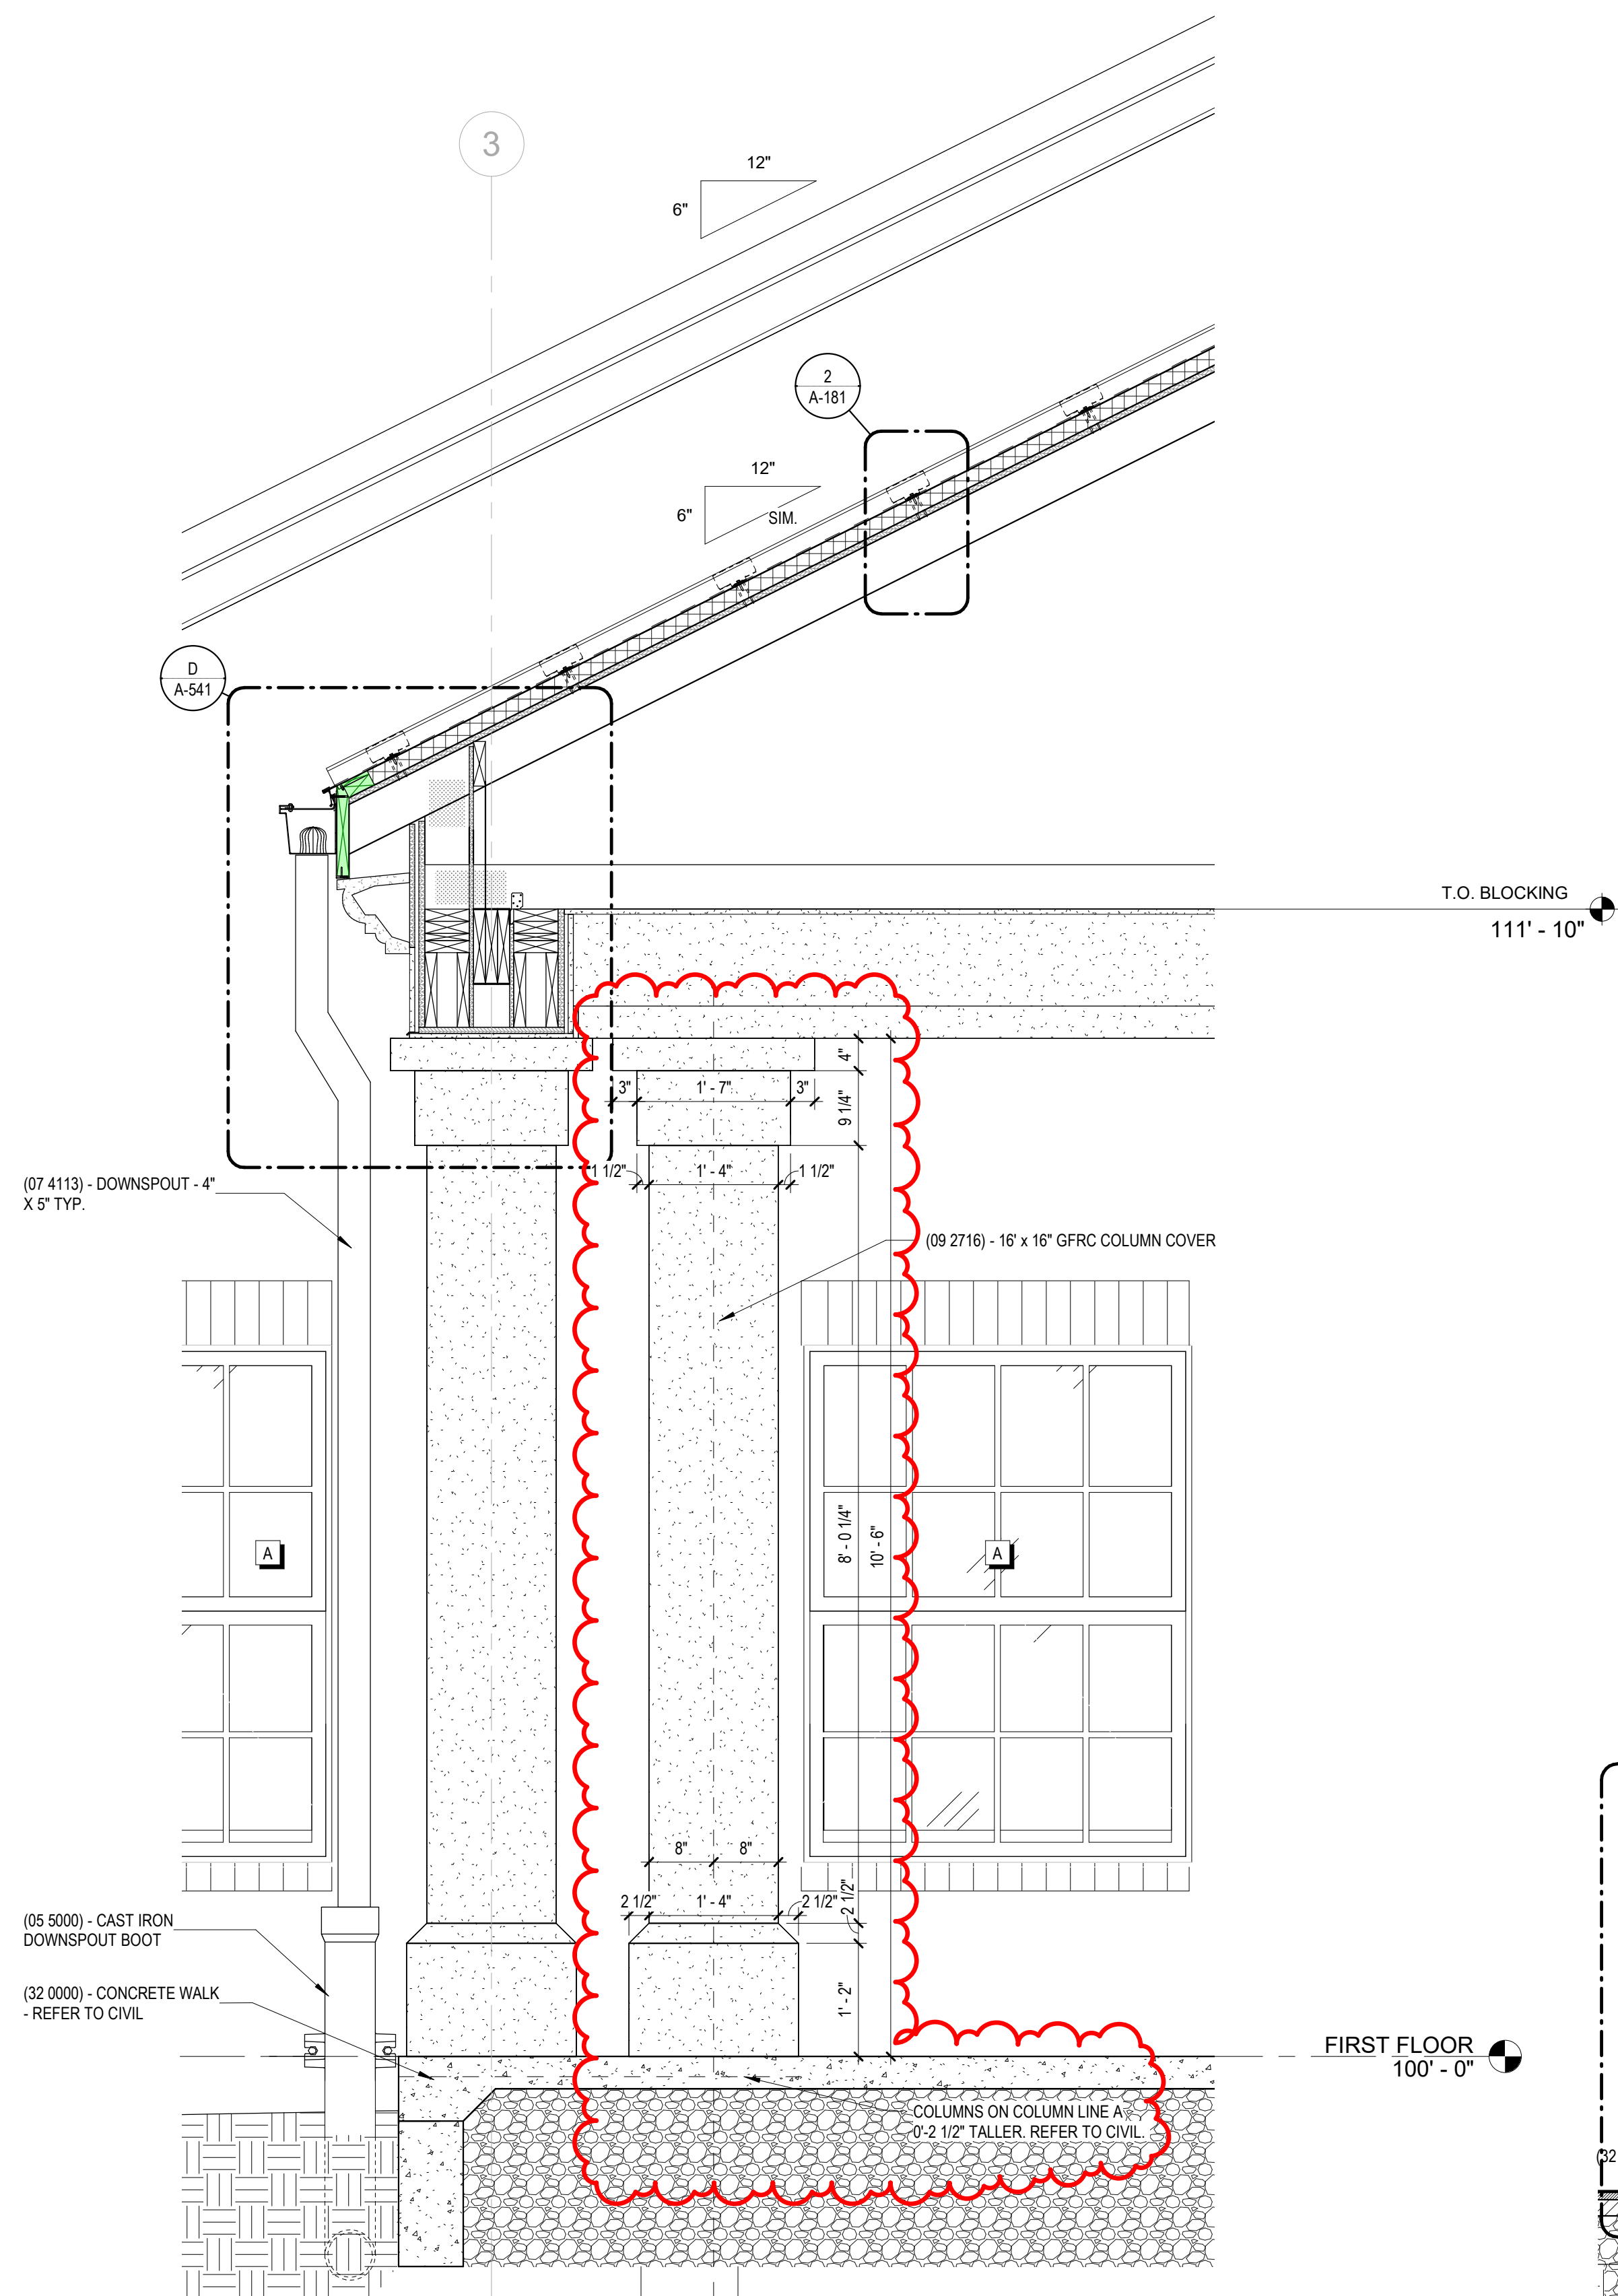 3
12"
6"
2
A-181
12"
6"
SIM.
D
A-541
T.O. BLOCKING
111' - 10"
4"
3"
1' - 7"
3"
9 1/4"
1 1/2"
1' - 4"
1 1/2"
(07 4113) - DOWNSPOUT - 4"
X 5" TYP.
(09 2716) - 16' x 16" GFRC COLUMN COVER
8' - 0 1/4"
10' - 6"
A
A
8"
8"
2 1/2"
1' - 4"
2 1/2"
2 1/2"
(05 5000) - CAST IRON
DOWNSPOUT BOOT
(32 0000) - CONCRETE WALK
- REFER TO CIVIL
1' - 2"
FIRST FLOOR
100' - 0"
COLUMNS ON COLUMN LINE A
0'-2 1/2" TALLER. REFER TO CIVIL.
(32